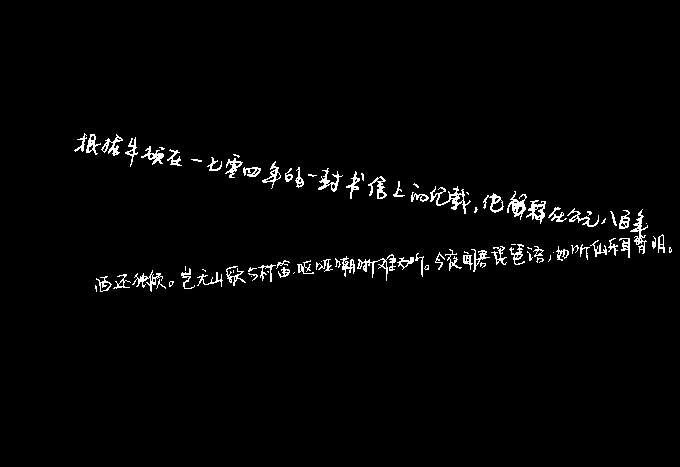 根据牛顿在一七零四年的一封书信上的记载,他解释在公元八百年
酒还独倾。岂无山歌与村笛,呕哑嘲哳难为听。今夜闻君琵琶语,如听仙乐耳暂明。